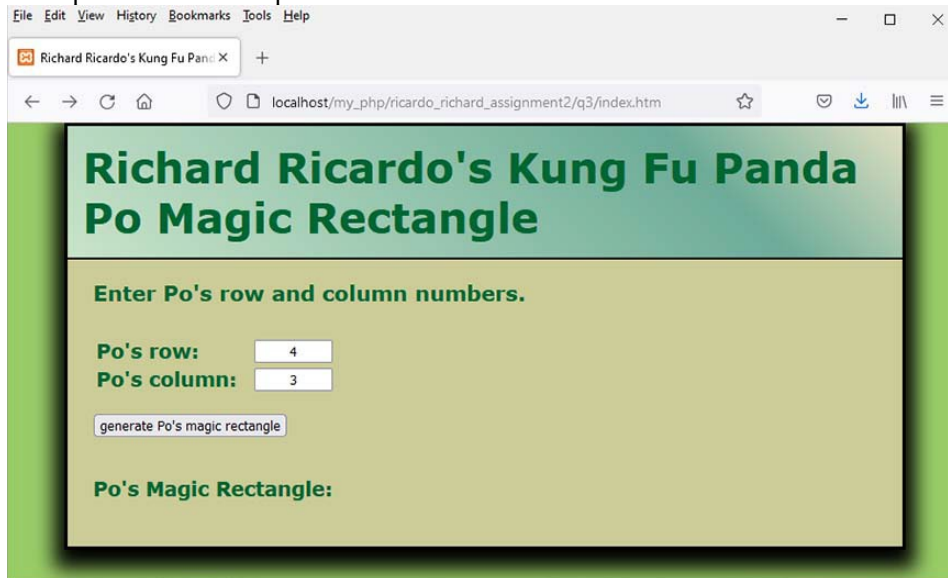 File Edit View History Bookmarks Tools Help
Richard Ricardo's Kung Fu Pand
localhost/my_php/ricardo_richard_assignment2/q3/index.htm
Richard Ricardo's Kung Fu Panda
Po Magic Rectangle
Enter Po's row and column numbers.
Po's row: 4
Po's column: 3
generate Po's magic rectangle
Po's Magic Rectangle: